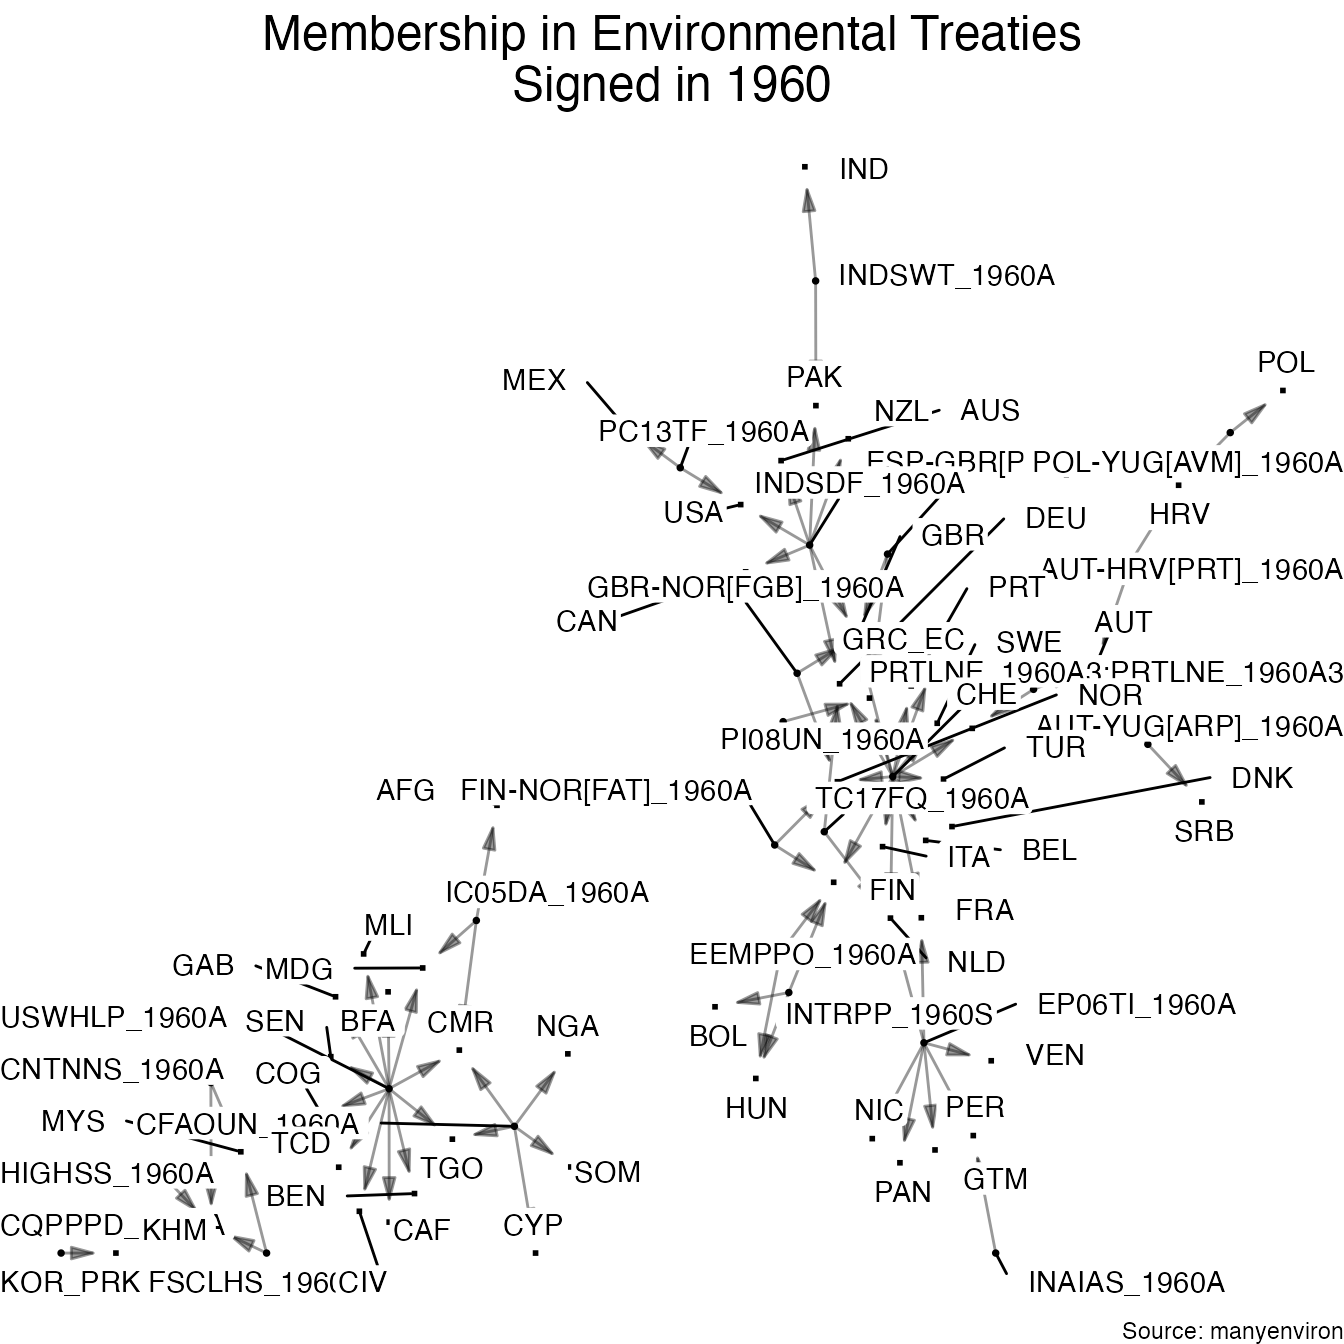 Membership in Environmental Treaties
Signed in 1960
IND
INDSWT_1960A
POL
PAK
MEX
NZL
AUS
PC13TF_1960A
POL-YUG[AVM]_1960A
INDSDF_1960A
USA
HRV
DEU
GBR
AUT-HRV[PRT]_1960A
GBR-NOR[FGB]_1960A
PRT
CAN
AUT
GRC_EC
SWE
PRTLNE_1960A3:PRTLNE_1960A3
CHE
NOR
AUT-YUG[ARP]_1960A
PI08UN_1960A
TUR
DNK
AFG
FIN-NOR[FAT]_1960A
TC17FQ_1960A
SRB
BEL
ITA
IC05DA_1960A
FIN
FRA
MLI
EEMPPO_1960A
NLD
GAB
MDG
EP06TI_1960A
INTRPP_1960S
USWHLP_1960A
SEN
BFA
CMR
NGA
BOL
VEN
CNTNNS_1960A
COG
HUN
NIC
PER
MYS
CFAOUN_1960A
TCD
TGO
SOM
HIGHSS_1960A
GTM
PAN
BEN
CQPPPD_
KHM
CAF
CYP
KOR_PRK
FSCLHS_196
CIV
INAIAS_1960A
Source: manyenviron